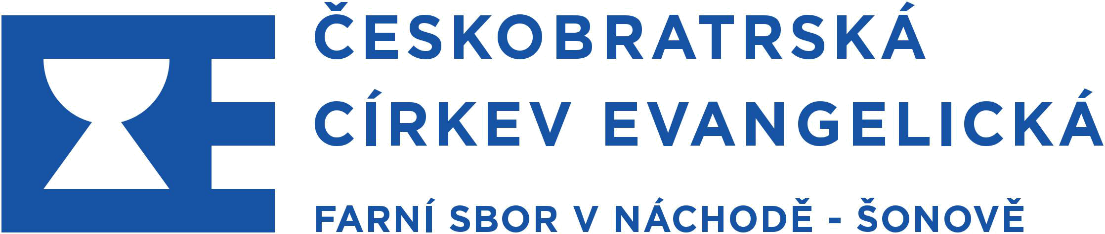 ČESKOBRATRSKÁ
CÍRKEV EVANGELICKÁ
FARNÍ SBOR V NÁCHODĚ - ŠONOVĚ